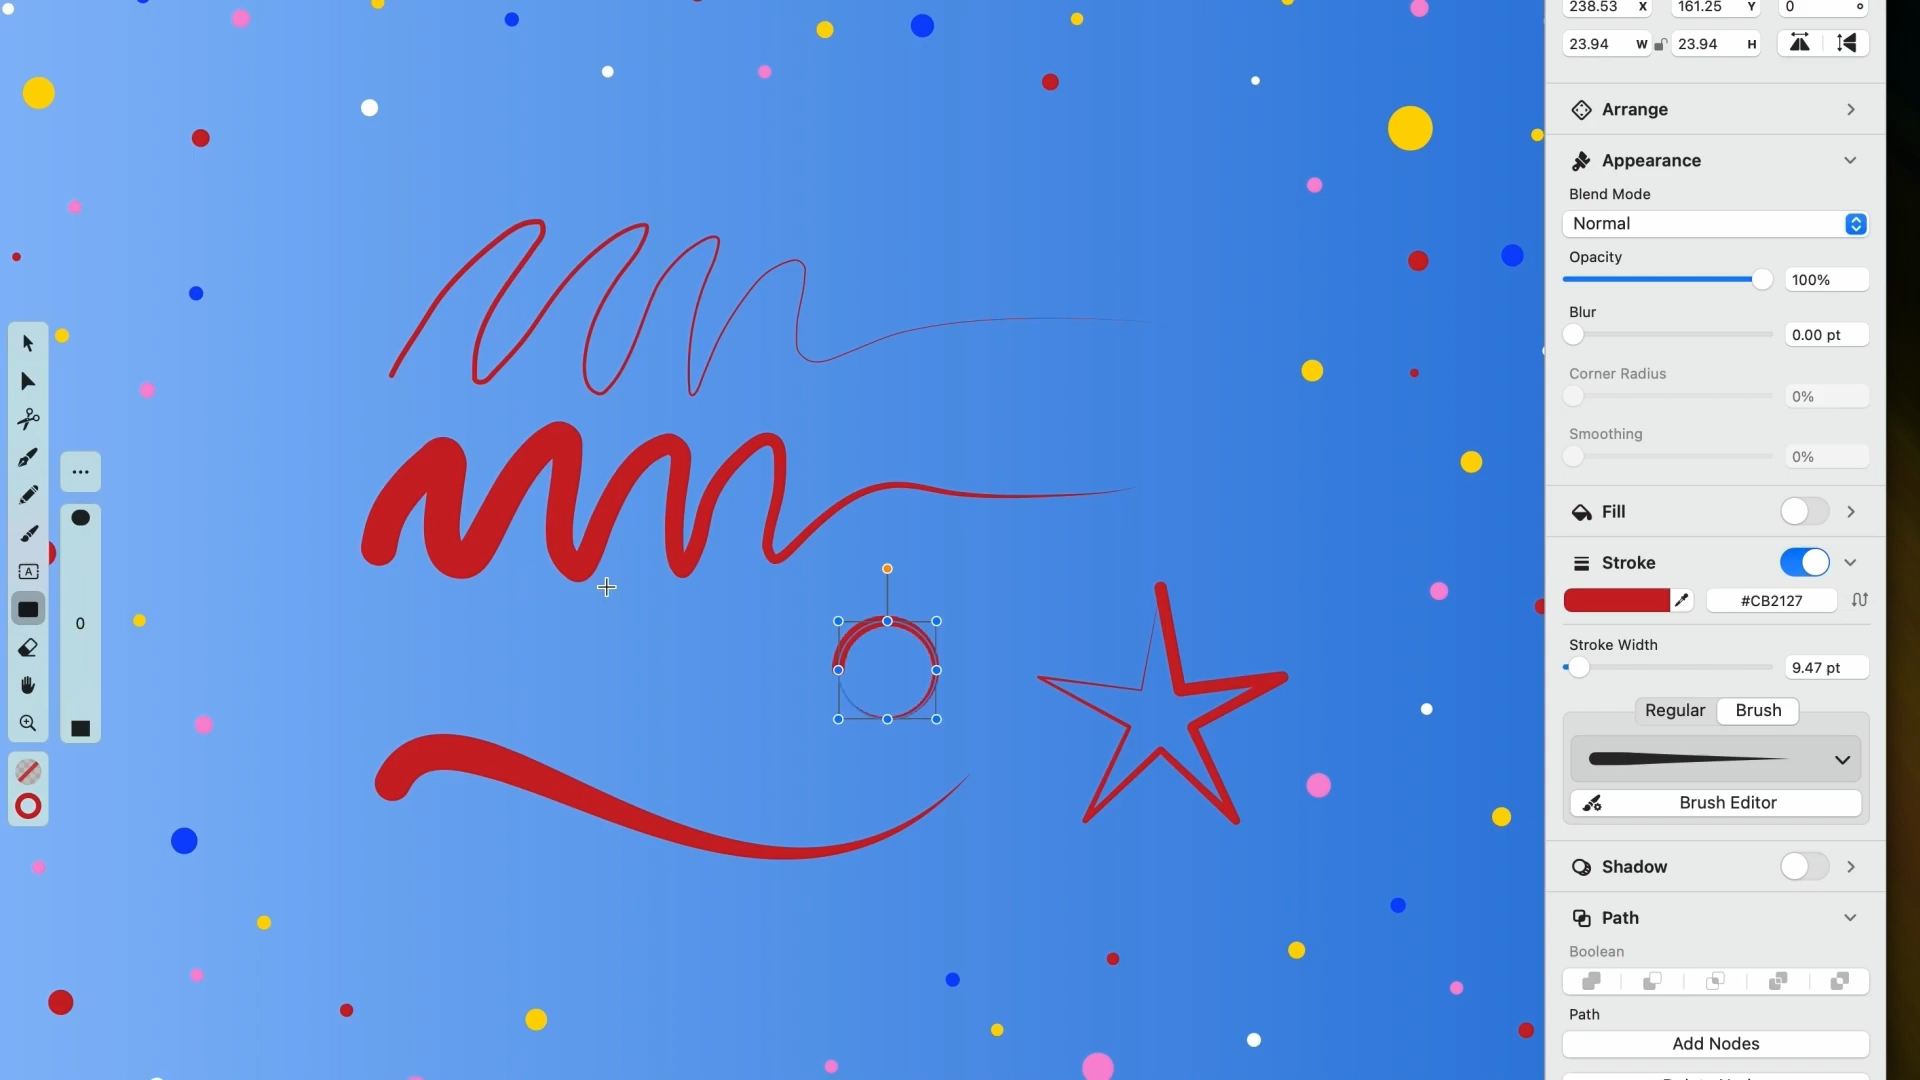 238.53 X 161.25 Y 0 °
23.94 W 23.94 H
Arrange
Appearance
Blend Mode
Normal
Opacity
100%
Blur
0.00 pt
Corner Radius
0%
Smoothing
0%
Fill
Stroke
#CB2127
Stroke Width
9.47 pt
Regular Brush
Brush Editor
Shadow
Path
Boolean
Path
Add Nodes
A
0